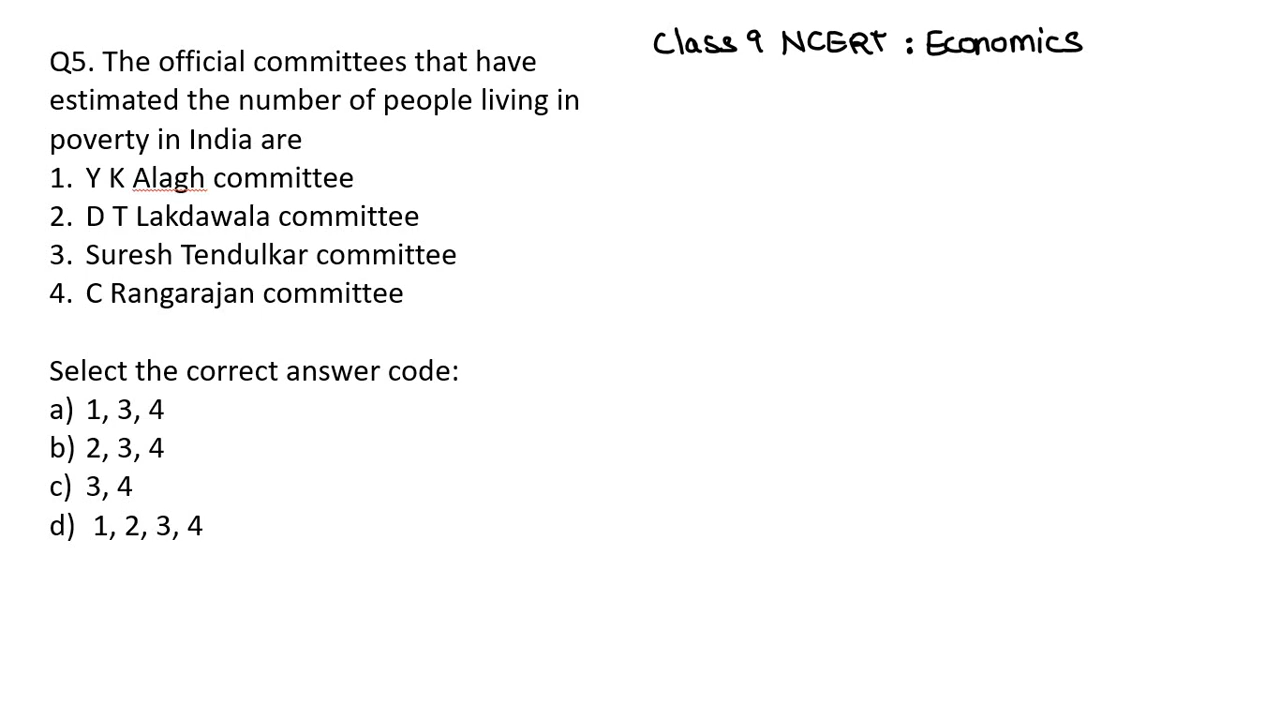 Class 9 NCERT : Economics
Q5. The official committees that have
estimated the number of people living in
poverty in India are
1. Y K Alagh committee
2. D T Lakdawala committee
3. Suresh Tendulkar committee
4. C Rangarajan committee
Select the correct answer code:
a) 1, 3, 4
b) 2, 3, 4
c) 3, 4
d) 1, 2, 3, 4